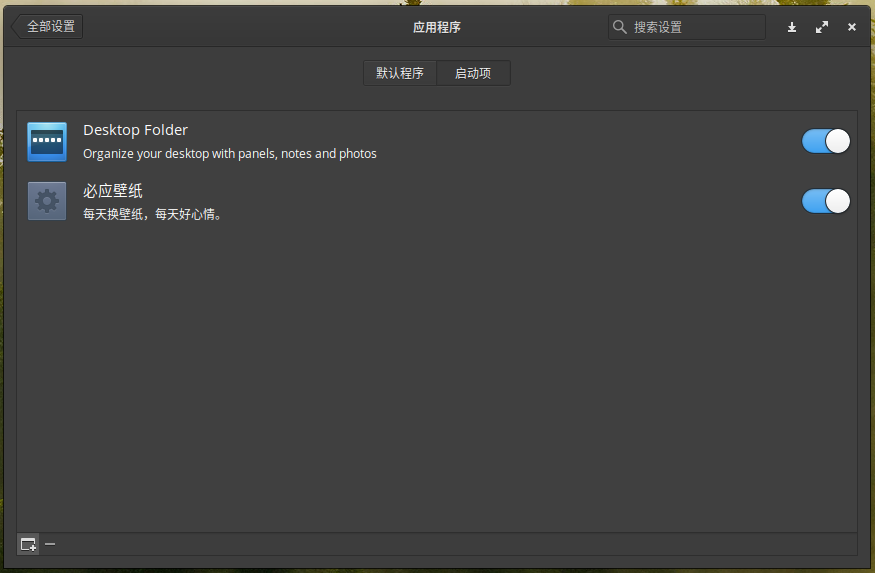 全部设置
应用程序
搜索设置
默认程序
启动项
Desktop Folder
Organize your desktop with panels, notes and photos
必应壁纸
每天换壁纸，每天好心情。